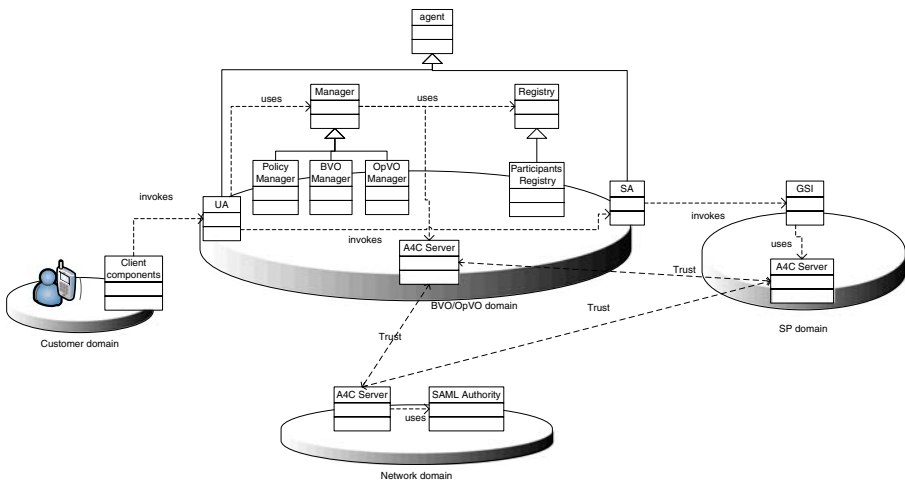 agent
Manager
Registry
uses
uses
Policy
Manager
BVO
Manager
OpVO
Manager
Participants
Registry
UA
SA
GSI
invokes
invokes
invokes
uses
Client
components
A4C Server
A4C Server
Trust
BVO/OpVO domain
Customer domain
SP domain
Trust
Trust
A4C Server
SAML Authority
uses
Network domain